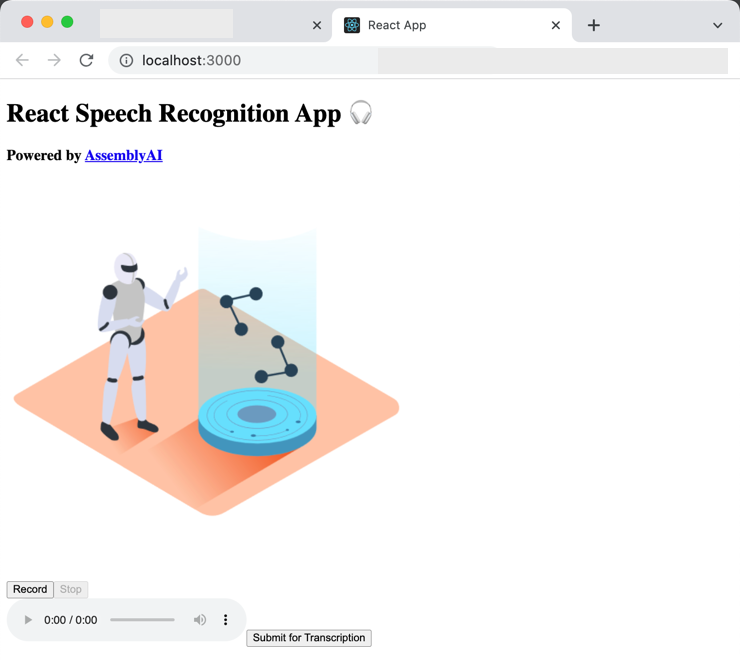 React App
localhost:3000
React Speech Recognition App 🎧
Powered by AssemblyAI
Record Stop
0:00 / 0:00
Submit for Transcription